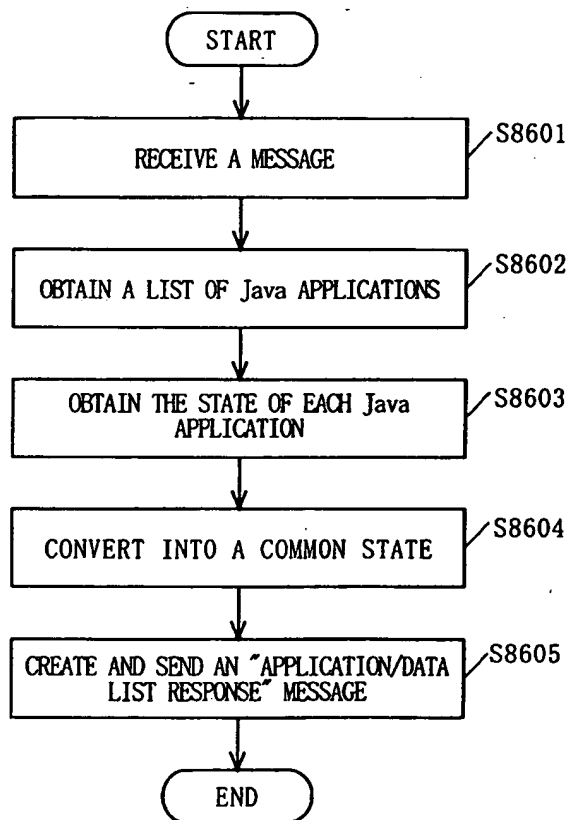 START
RECEIVE A MESSAGE
S8601
OBTAIN A LIST OF Java APPLICATIONS
S8602
OBTAIN THE STATE OF EACH Java
APPLICATION
S8603
CONVERT INTO A COMMON STATE
S8604
CREATE AND SEND AN "APPLICATION/DATA
LIST RESPONSE" MESSAGE
S8605
END